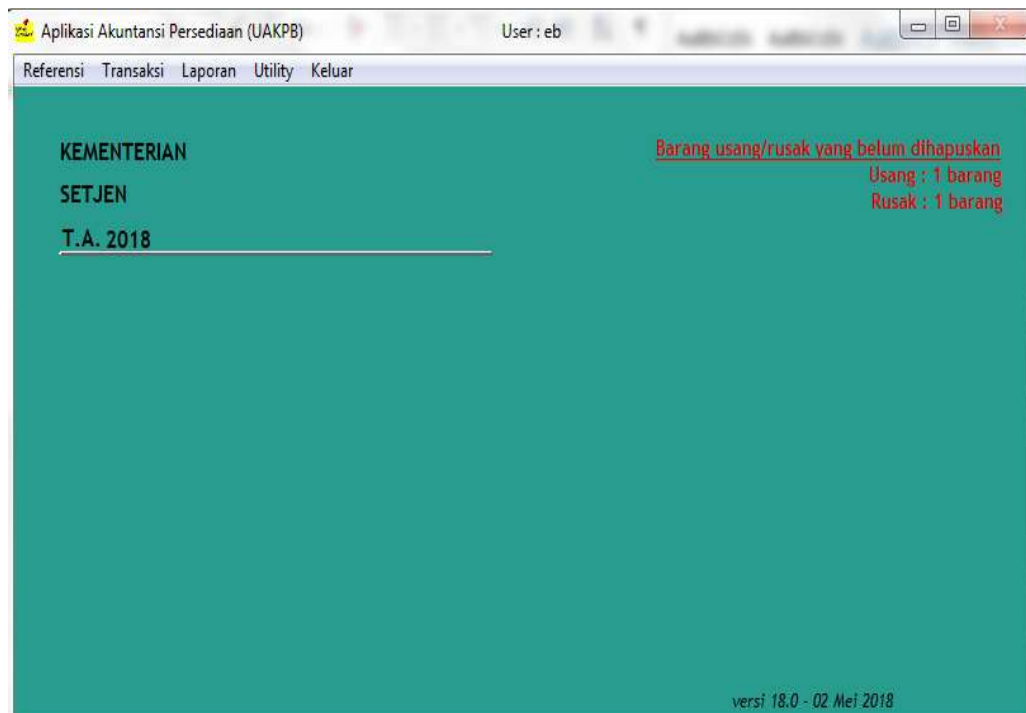 Aplikasi Akuntansi Persediaan (UAKPB) User : eb
Referensi Transaksi Laporan Utility Keluar
KEMENTERIAN
SETJEN
T.A. 2018
Barang usang/rusak yang belum dihapuskan
Usang : 1 barang
Rusak : 1 barang
versi 18.0 - 02 Mei 2018